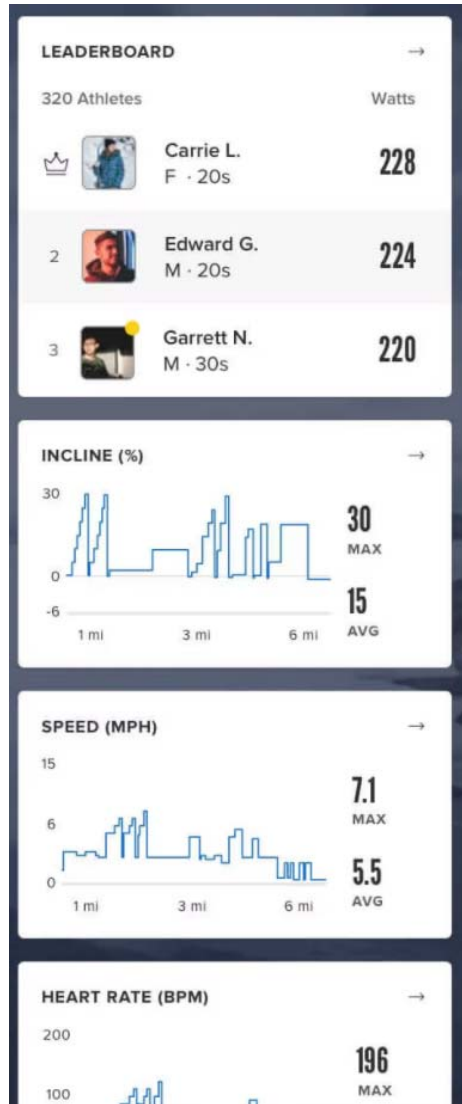 LEADERBOARD →
320 Athletes Watts
Carrie L. 228
F · 20s
2 Edward G. 224
M · 20s
3 Garrett N. 220
M · 30s
INCLINE (%) →
30
30
MAX
0
15
-6
AVG
1 mi 3 mi 6 mi
SPEED (MPH) →
15
7.1
MAX
6
5.5
0
AVG
1 mi 3 mi 6 mi
HEART RATE (BPM) →
200
196
MAX
100